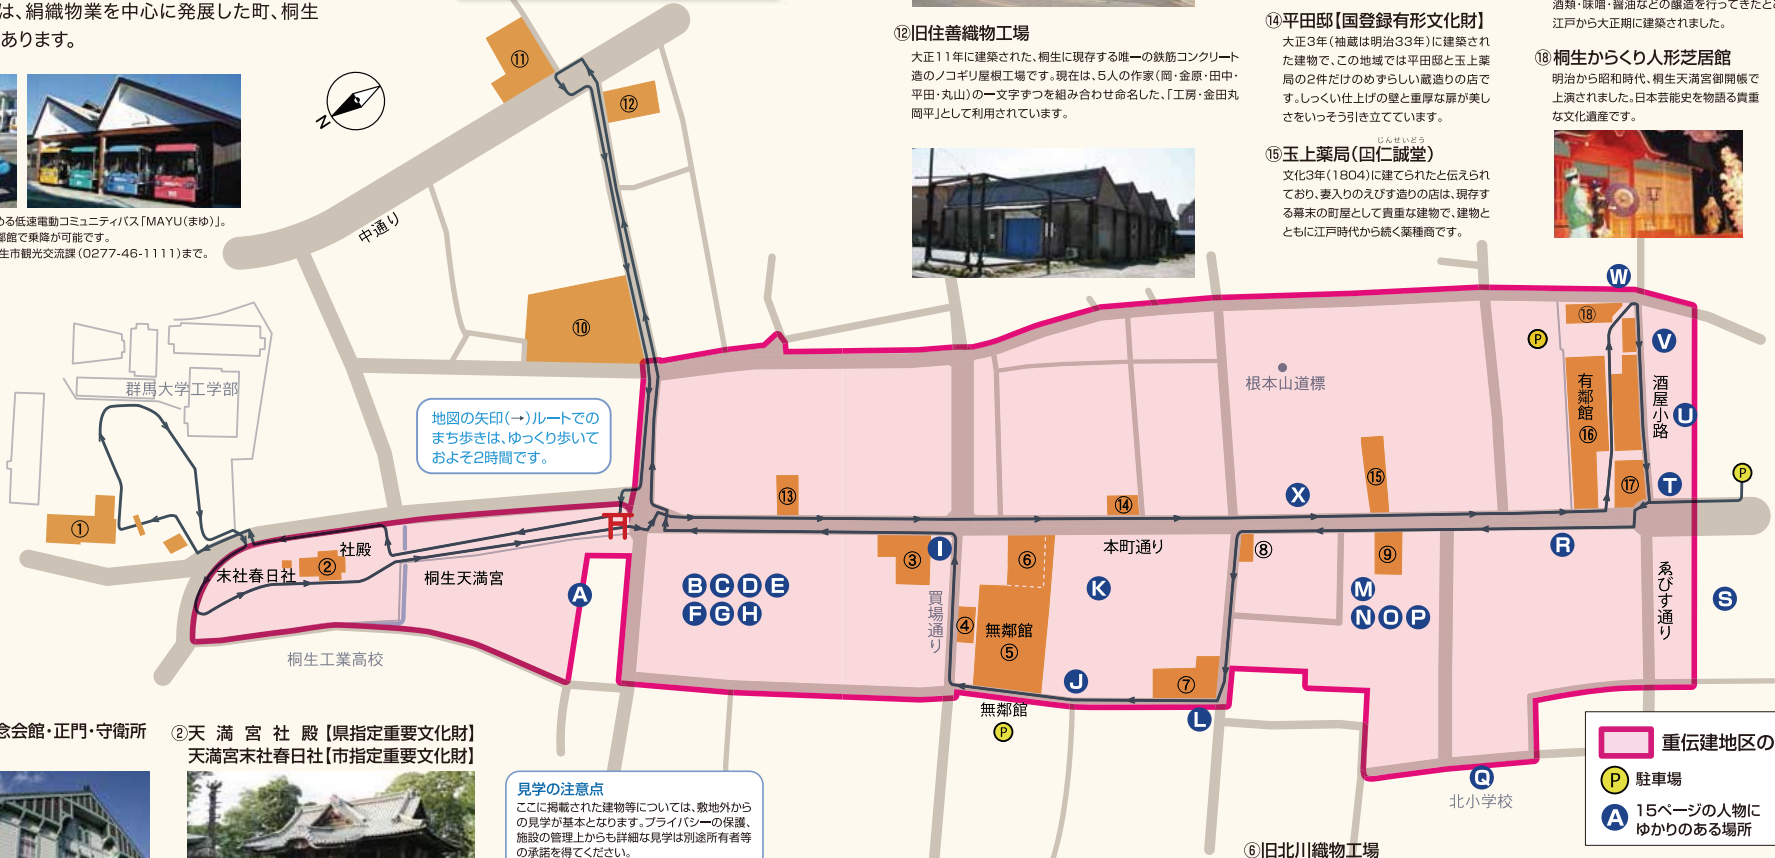 は、絹織物業を中心に発展した町、桐生
あります。
める低速電動コミュニティバス「MAYU(まゆ)」。
鄰館で乗降が可能です。
生市観光交流課(0277-46-1111)まで。
N
⑪
⑫
中通り
⑩
⑫旧住善織物工場
大正11年に建築された、桐生に現存する唯一の鉄筋コンクリート
造のノコギリ屋根工場です。現在は、5人の作家(岡・金原・田中・
平田・丸山)の一文字ずつを組み合わせ命名した、「工房・金田丸
岡平」として利用されています。
⑭平田邸【国登録有形文化財】
大正3年(袖蔵は明治33年)に建築され
た建物で、この地域では平田邸と玉上薬
局の2件だけのめずらしい蔵造りの店で
す。しっくい仕上げの壁と重厚な扉が美し
さをいっそう引き立てています。
じんせいどう
⑮玉上薬局(囗仁誠堂)
文化3年(1804)に建てられたと伝えられ
ており、妻入りのえびす造りの店は、現存す
る幕末の町屋として貴重な建物で、建物と
ともに江戸時代から続く薬種商です。
酒類・味噌・醤油などの醸造を行ってきたと
江戸から大正期に建築されました。
⑱桐生からくり人形芝居館
明治から昭和時代、桐生天満宮御開帳で
上演されました。日本芸能史を物語る貴重
な文化遺産です。
群馬大学工学部
地図の矢印(→)ルートでの
まち歩きは、ゆっくり歩いて
およそ2時間です。
①
②
社殿
末社春日社
桐生天満宮
桐生工業高校
A
⑬
B C D E
F G H
③
I
買場通り
④
無鄰館
⑤
⑥
無鄰館
P
J
K
本町通り
⑭
⑦
L
⑧
⑨
M
N O P
X
⑮
根本山道標
P
W
⑱
V
有鄰館
⑯
酒屋小路
U
⑰
T
P
R
ゑびす通り
S
Q
北小学校
重伝建地区の
P 駐車場
A 15ページの人物に
ゆかりのある場所
念会館・正門・守衛所
②天満宮社殿【県指定重要文化財】
天満宮末社春日社【市指定重要文化財】
見学の注意点
ここに掲載された建物等については、敷地外から
の見学が基本となります。プライバシーの保護、
施設の管理上からも詳細な見学は別途所有者等
の承諾を得てください。
⑥旧北川織物工場